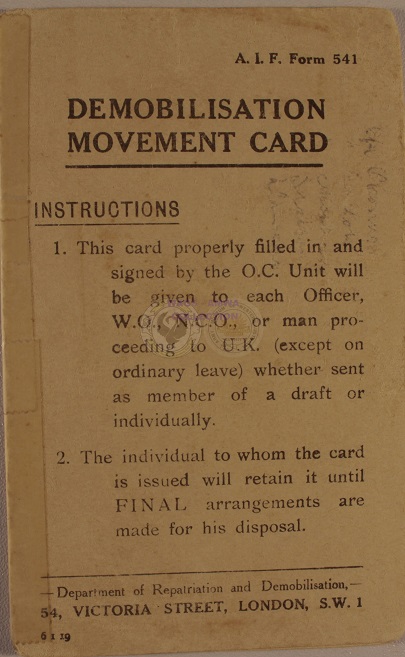 A. I. F. Form 541
DEMOBILISATION
MOVEMENT CARD
INSTRUCTIONS
1. This card properly filled in and
signed by the O.C. Unit will
be given to each Officer,
W.O., N.C.O., or man pro-
ceeding to U.K. (except on
ordinary leave) whether sent
as member of a draft or
individually.
2. The individual to whom the card
is issued will retain it until
FINAL arrangements are
made for his disposal.
—Department of Repatriation and Demobilisation,—
54, VICTORIA STREET, LONDON, S.W. 1
6 1 19